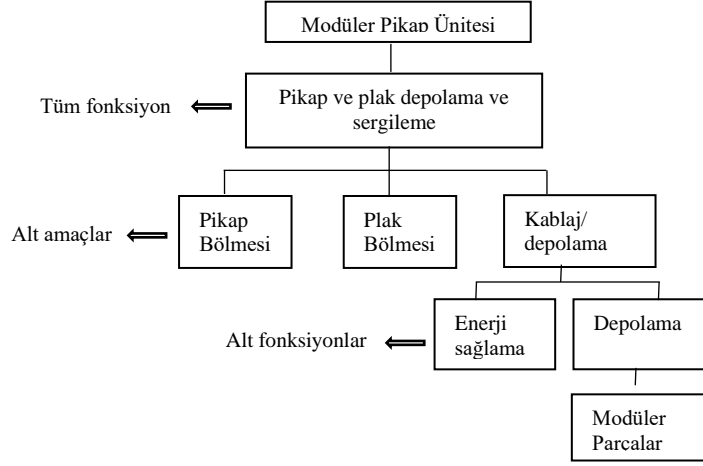 Modüler Pikap Ünitesi
Tüm fonksiyon
Pikap ve plak depolama ve
sergileme
Alt amaçlar
Pikap
Bölmesi
Plak
Bölmesi
Kablaj/
depolama
Alt fonksiyonlar
Enerji
sağlama
Depolama
Modüler
Parçalar